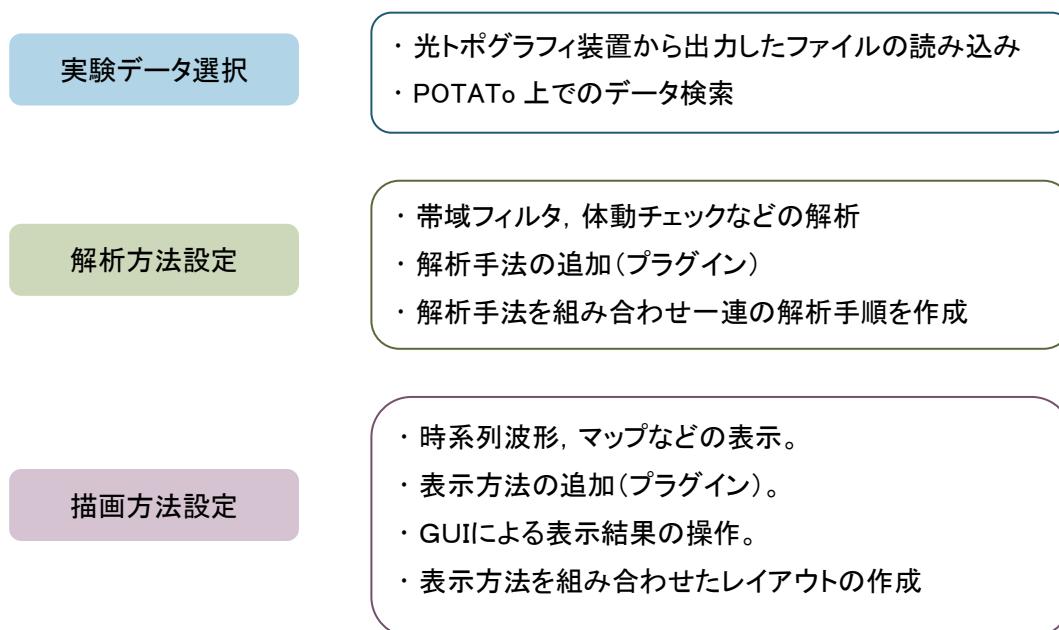 実験データ選択
・光トポグラフィ装置から出力したファイルの読み込み
・POTATo 上でのデータ検索
解析方法設定
・帯域フィルタ, 体動チェックなどの解析
・解析手法の追加(プラグイン)
・解析手法を組み合わせ一連の解析手順を作成
描画方法設定
・時系列波形, マップなどの表示。
・表示方法の追加(プラグイン)。
・GUIによる表示結果の操作。
・表示方法を組み合わせたレイアウトの作成